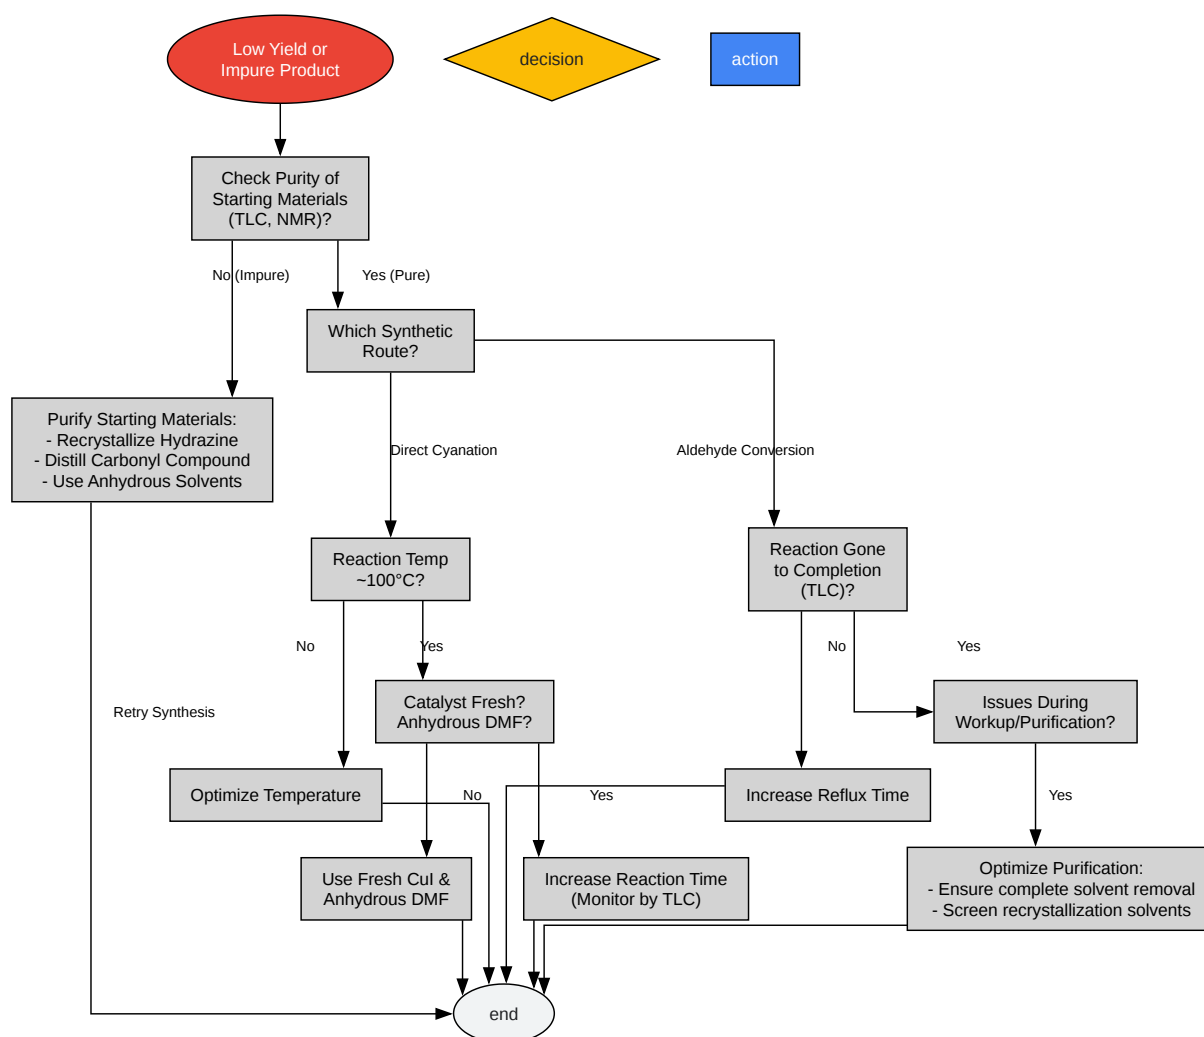 Low Yield or
Impure Product
decision
action
Check Purity of
Starting Materials
(TLC, NMR)?
No (Impure)
Yes (Pure)
Which Synthetic
Route?
Purify Starting Materials:
- Recrystallize Hydrazine
- Distill Carbonyl Compound
- Use Anhydrous Solvents
Direct Cyanation
Aldehyde Conversion
Reaction Temp
~100°C?
Reaction Gone
to Completion
(TLC)?
No
Yes
No
Yes
Retry Synthesis
Catalyst Fresh?
Anhydrous DMF?
Issues During
Workup/Purification?
Optimize Temperature
No
Yes
Increase Reflux Time
Yes
Use Fresh CuI &
Anhydrous DMF
Increase Reaction Time
(Monitor by TLC)
Optimize Purification:
- Ensure complete solvent removal
- Screen recrystallization solvents
end